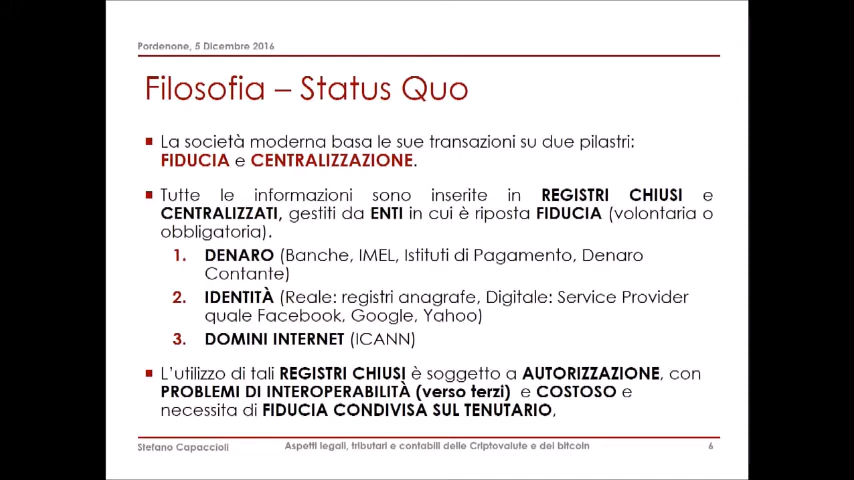 Pordenone, 5 Dicembre 2016
Filosofia – Status Quo
La società moderna basa le sue transazioni su due pilastri:
FIDUCIA e CENTRALIZZAZIONE.
Tutte le informazioni sono inserite in REGISTRI CHIUSI e
CENTRALIZZATI, gestiti da ENTI in cui è riposta FIDUCIA (volontaria o
obbligatoria).
1. DENARO (Banche, IMEL, Istituti di Pagamento, Denaro
Contante)
2. IDENTITÀ (Reale: registri anagrafe, Digitale: Service Provider
quale Facebook, Google, Yahoo)
3. DOMINI INTERNET (ICANN)
L'utilizzo di tali REGISTRI CHIUSI è soggetto a AUTORIZZAZIONE, con
PROBLEMI DI INTEROPERABILITÀ (verso terzi) e COSTOSO e
necessita di FIDUCIA CONDIVISA SUL TENUTARIO,
Stefano Capaccioli
Aspetti legali, tributari e contabili delle Criptovalute e dei bitcoin
6